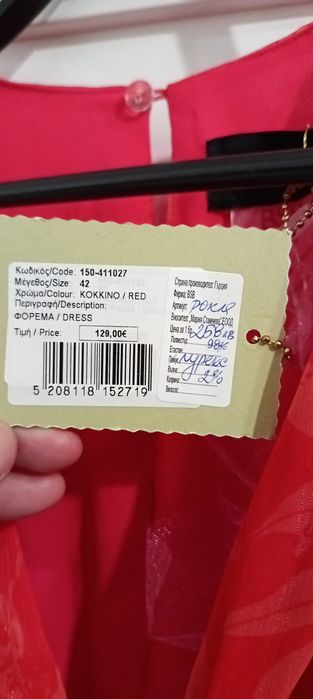 Κωδικός/Code: 150-411027
Μέγεθος/Size: 42
Χρώμα/Colour: KOKKINO / RED
Περιγραφή/Description:
ΦΟΡΕΜΑ / DRESS
Τιμή / Price: 129,00€
5 208118 152719
Страна производител: Гърция
Фирма: BSB
Артикул: рокля
Вносител: „Мария Станчева" ЕООД
Цена за 1 бр. 258 лв
Полиестер 98%
Еластан
Памук лурекс
Вълна 2%
Коприна
Вискоза